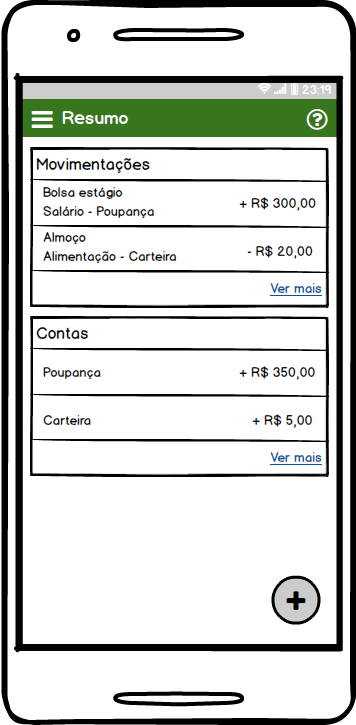 23:19
Resumo
Movimentações
Bolsa estágio
Salário - Poupança
+ R$ 300,00
Almoço
Alimentação - Carteira
- R$ 20,00
Ver mais
Contas
Poupança
+ R$ 350,00
Carteira
+ R$ 5,00
Ver mais